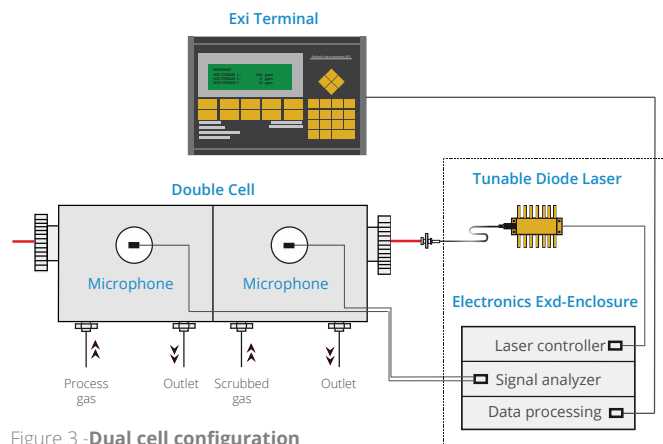 Exi Terminal
Double Cell
Tunable Diode Laser
Microphone
Microphone
Electronics Exd-Enclosure
Laser controller
Signal analyzer
Data processing
Process gas
Outlet
Scrubbed gas
Outlet
Figure 3 -Dual cell configuration